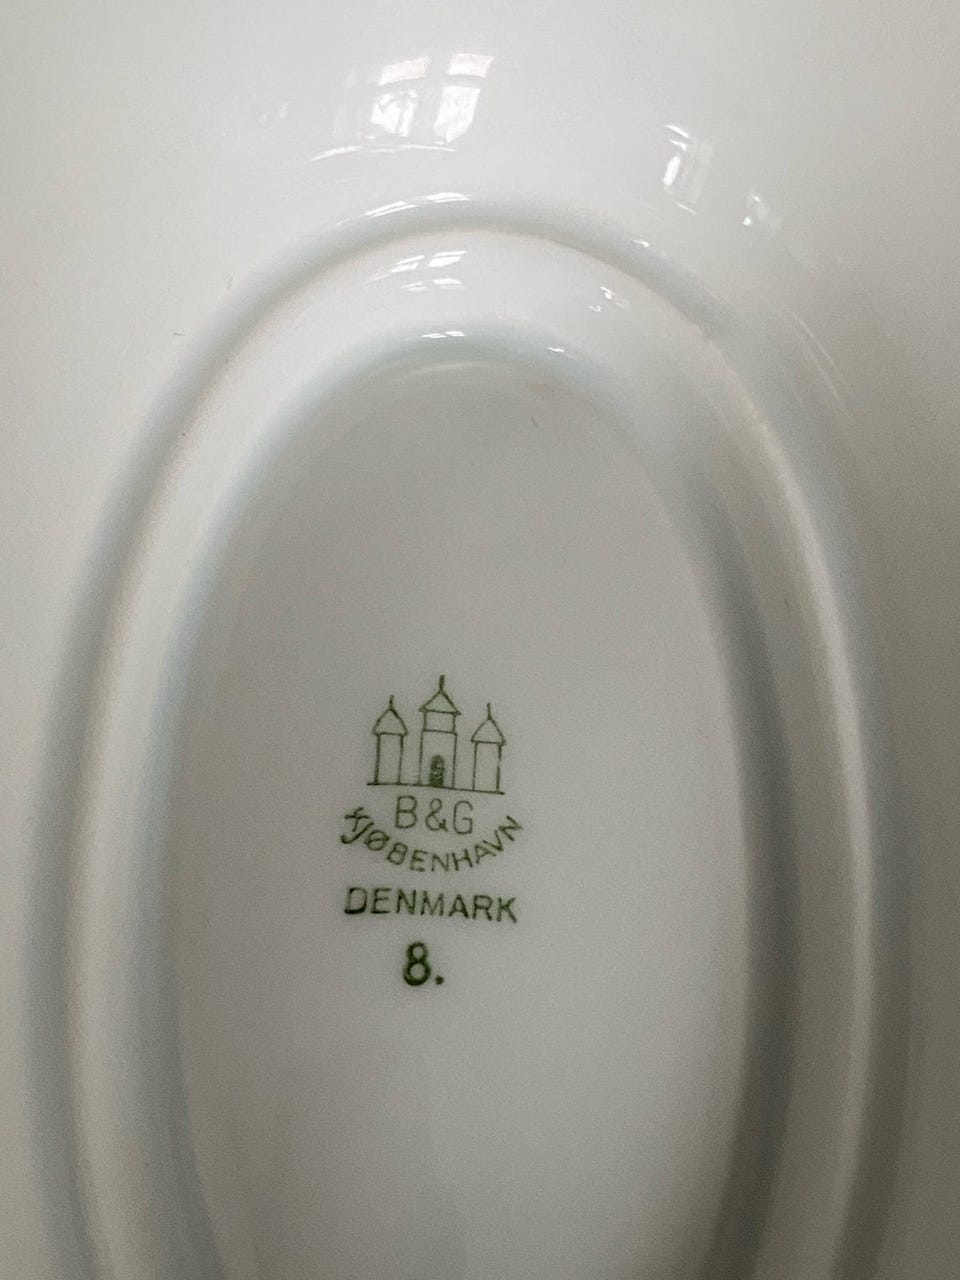 B&G
KJØBENHAVN
DENMARK
8.